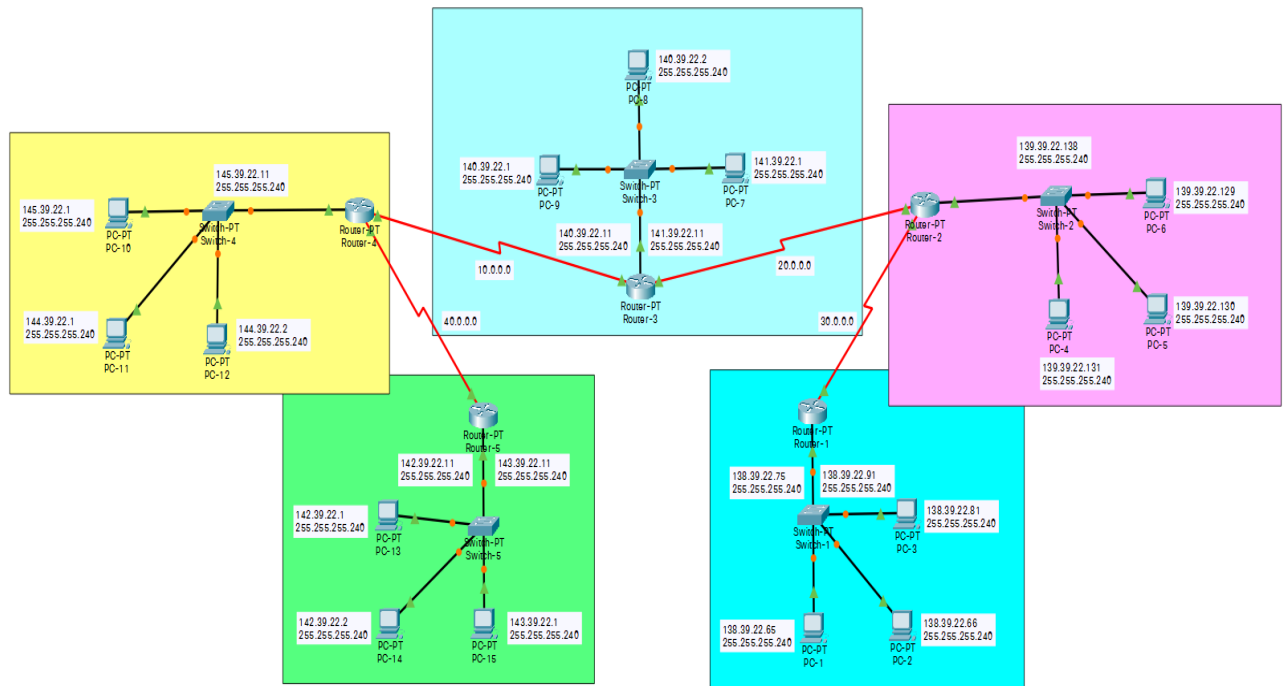 140.39.22.2
255.255.255.240
PC-PT
PC-8
140.39.22.1
255.255.255.240
PC-PT
PC-9
Switch-PT
Switch-3
141.39.22.1
255.255.255.240
PC-PT
PC-7
140.39.22.11
255.255.255.240
141.39.22.11
255.255.255.240
Router-PT
Router-3
10.0.0.0
20.0.0.0
145.39.22.11
255.255.255.240
145.39.22.1
255.255.255.240
PC-PT
PC-10
Switch-PT
Switch-4
Router-PT
Router-4
144.39.22.1
255.255.255.240
PC-PT
PC-11
144.39.22.2
255.255.255.240
PC-PT
PC-12
139.39.22.138
255.255.255.240
Router-PT
Router-2
Switch-PT
Switch-2
139.39.22.129
255.255.255.240
PC-PT
PC-6
139.39.22.130
255.255.255.240
PC-PT
PC-5
PC-PT
PC-4
139.39.22.131
255.255.255.240
40.0.0.0
30.0.0.0
Router-PT
Router-5
142.39.22.11
255.255.255.240
143.39.22.11
255.255.255.240
142.39.22.1
255.255.255.240
PC-PT
PC-13
Switch-PT
Switch-5
142.39.22.2
255.255.255.240
PC-PT
PC-14
143.39.22.1
255.255.255.240
PC-PT
PC-15
Router-PT
Router-1
138.39.22.75
255.255.255.240
138.39.22.91
255.255.255.240
Switch-PT
Switch-1
138.39.22.81
255.255.255.240
PC-PT
PC-3
138.39.22.65
255.255.255.240
PC-PT
PC-1
138.39.22.66
255.255.255.240
PC-PT
PC-2